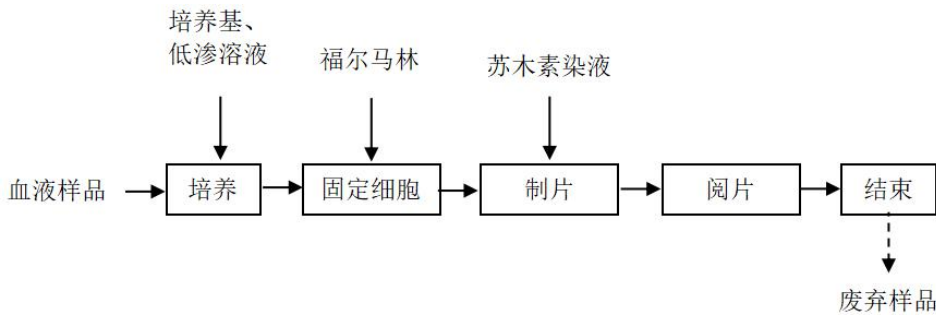 培养基、
低渗溶液
福尔马林
苏木素染液
血液样品
培养
固定细胞
制片
阅片
结束
废弃样品